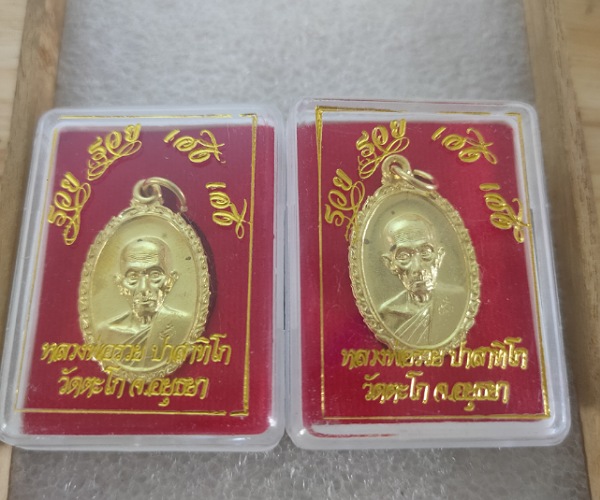 รวย รวย เฮง เฮง
หลวงพ่อรวย ปาสาทิโก
วัดตะโก จ.อยุธยา
รวย รวย เฮง เฮง
หลวงพ่อรวย ปาสาทิโก
วัดตะโก จ.อยุธยา